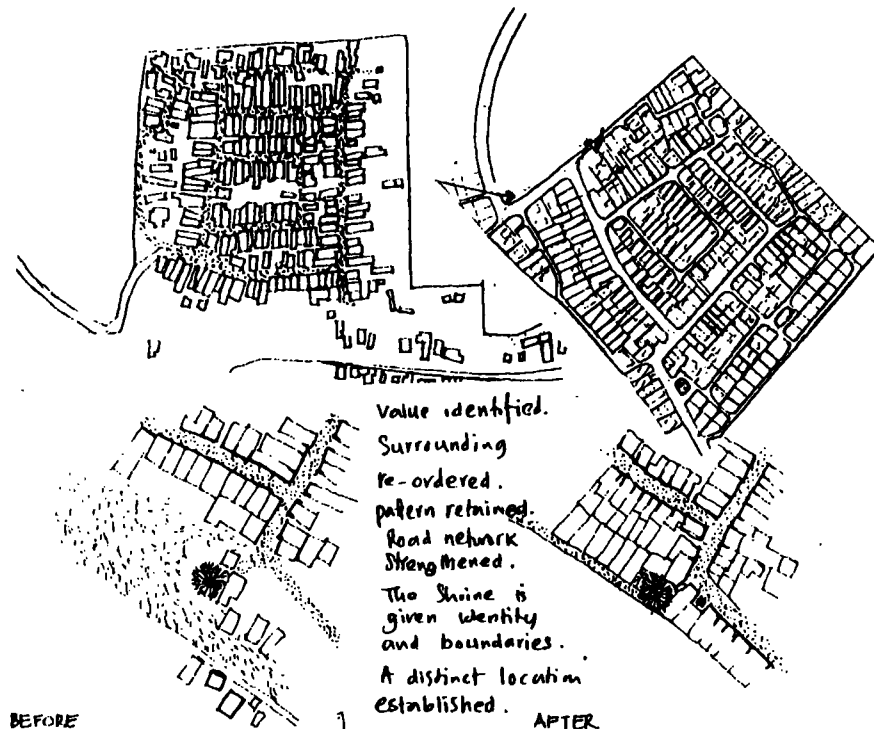 Value identified.
Surrounding
re-ordered.
pattern retained.
Road network
Strengthened.
The Shrine is
given identity
and boundaries.
A distinct location
established.
BEFORE
AFTER